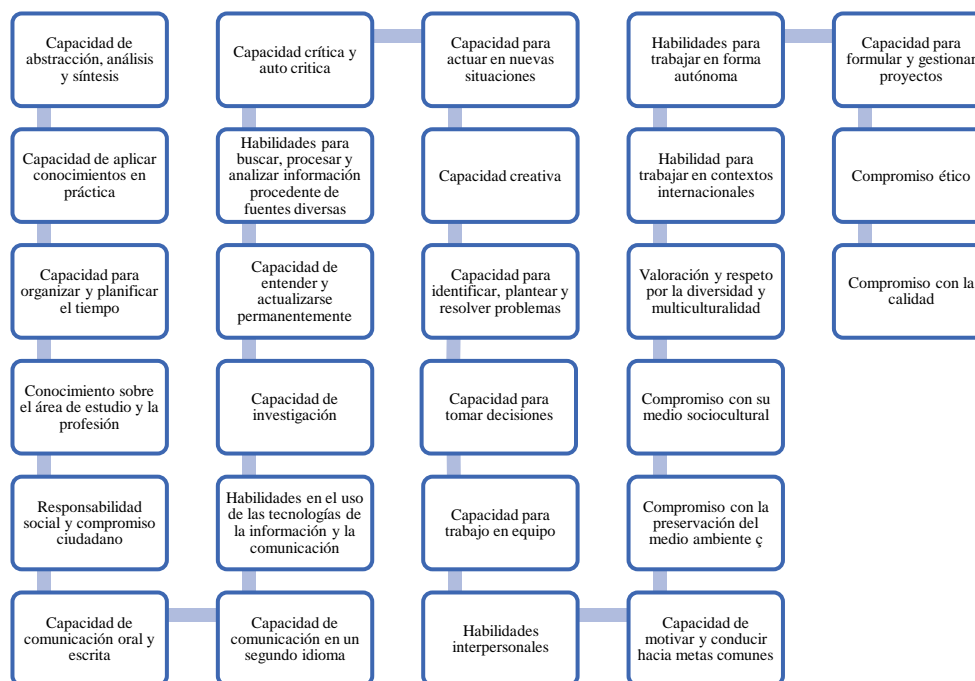 Capacidad de
abstracción, análisis
y síntesis
Capacidad de aplicar
conocimientos en
práctica
Capacidad para
organizar y planificar
el tiempo
Conocimiento sobre
el área de estudio y la
profesión
Responsabilidad
social y compromiso
ciudadano
Capacidad de
comunicación oral y
escrita
Capacidad de
comunicación en un
segundo idioma
Habilidades en el uso
de las tecnologías de
la información y la
comunicación
Capacidad de
investigación
Capacidad de
entender y
actualizarse
permanentemente
Habilidades para
buscar, procesar y
analizar información
procedente de
fuentes diversas
Capacidad crítica y
auto critica
Capacidad para
actuar en nuevas
situaciones
Capacidad creativa
Capacidad para
identificar, plantear y
resolver problemas
Capacidad para
tomar decisiones
Capacidad para
trabajo en equipo
Habilidades
interpersonales
Capacidad de
motivar y conducir
hacia metas comunes
Compromiso con la
preservación del
medio ambiente ç
Compromiso con su
medio sociocultural
Valoración y respeto
por la diversidad y
multiculturalidad
Habilidad para
trabajar en contextos
internacionales
Habilidades para
trabajar en forma
autónoma
Capacidad para
formular y gestionar
proyectos
Compromiso ético
Compromiso con la
calidad